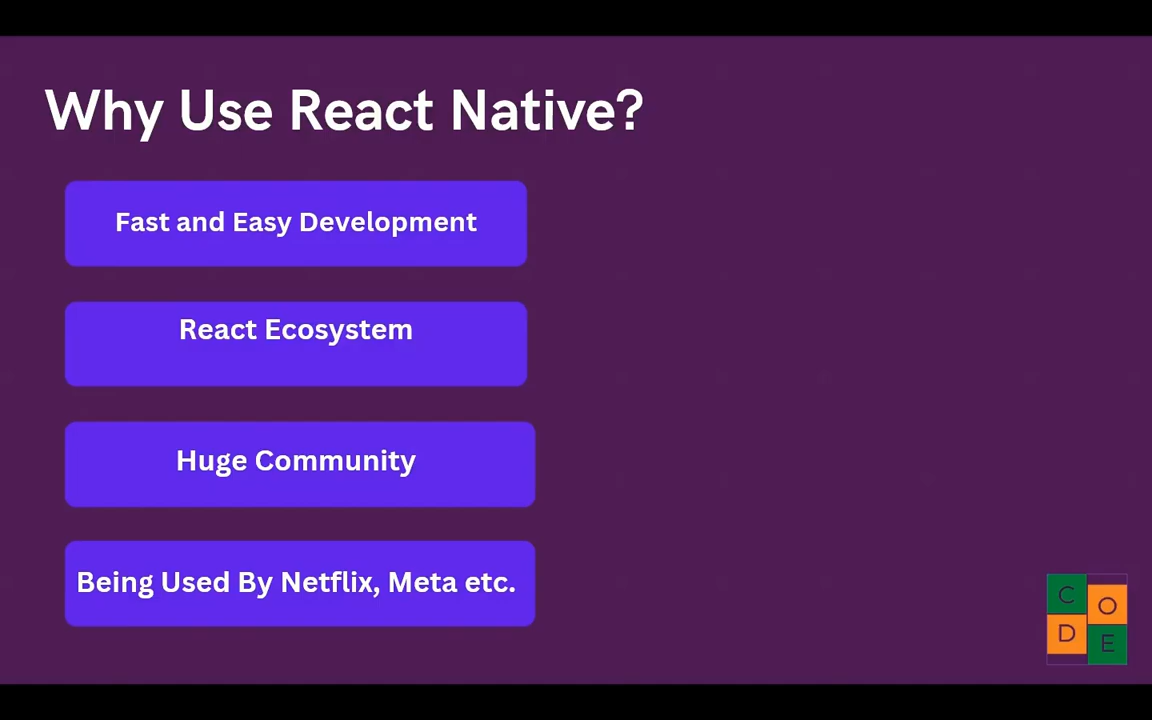 Why Use React Native?
Fast and Easy Development
React Ecosystem
Huge Community
Being Used By Netflix, Meta etc.
C O
D E